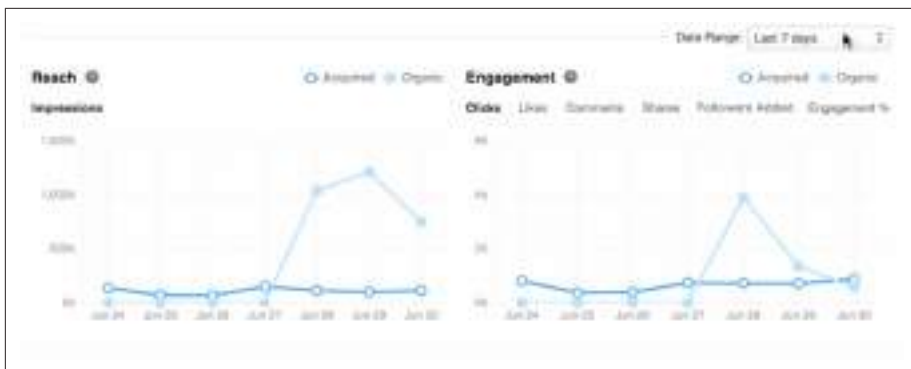 Date Range: Last 7 days
Reach
Acquired Organic
Impressions
Engagement
Acquired Organic
Clicks Likes Comments Shares Followers Added Engagement %
Jun 24 Jun 25 Jun 26 Jun 27 Jun 28 Jun 29 Jun 30
Jun 24 Jun 25 Jun 26 Jun 27 Jun 28 Jun 29 Jun 30